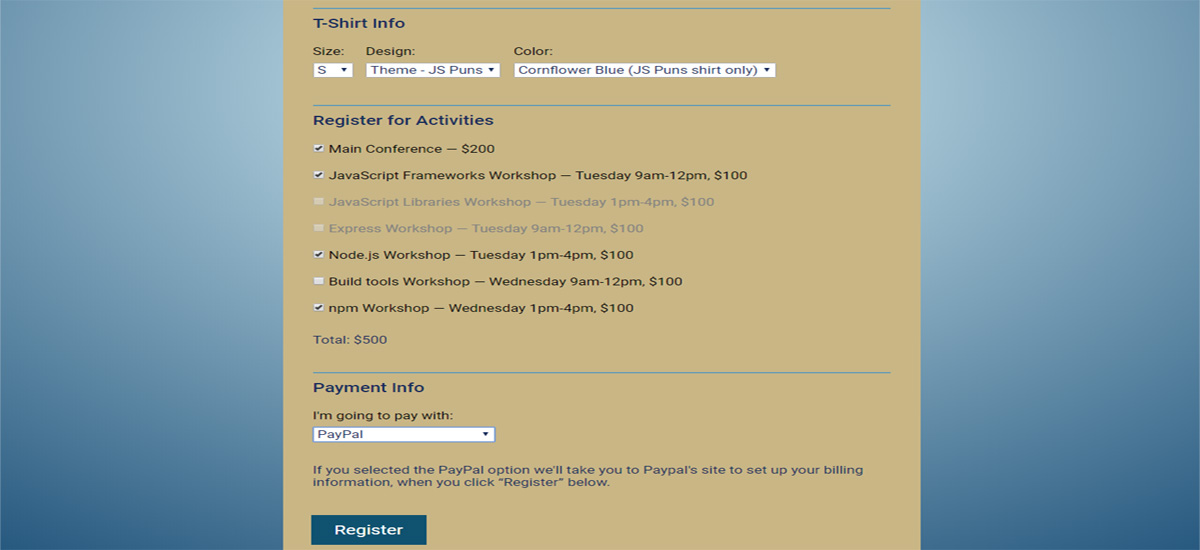 T-Shirt Info
Size: Design: Color:
S Theme - JS Puns Cornflower Blue (JS Puns shirt only)
Register for Activities
Main Conference — $200
JavaScript Frameworks Workshop — Tuesday 9am-12pm, $100
JavaScript Libraries Workshop — Tuesday 1pm-4pm, $100
Express Workshop — Tuesday 9am-12pm, $100
Node.js Workshop — Tuesday 1pm-4pm, $100
Build tools Workshop — Wednesday 9am-12pm, $100
npm Workshop — Wednesday 1pm-4pm, $100
Total: $500
Payment Info
I'm going to pay with:
PayPal
If you selected the PayPal option we'll take you to Paypal's site to set up your billing
information, when you click “Register” below.
Register